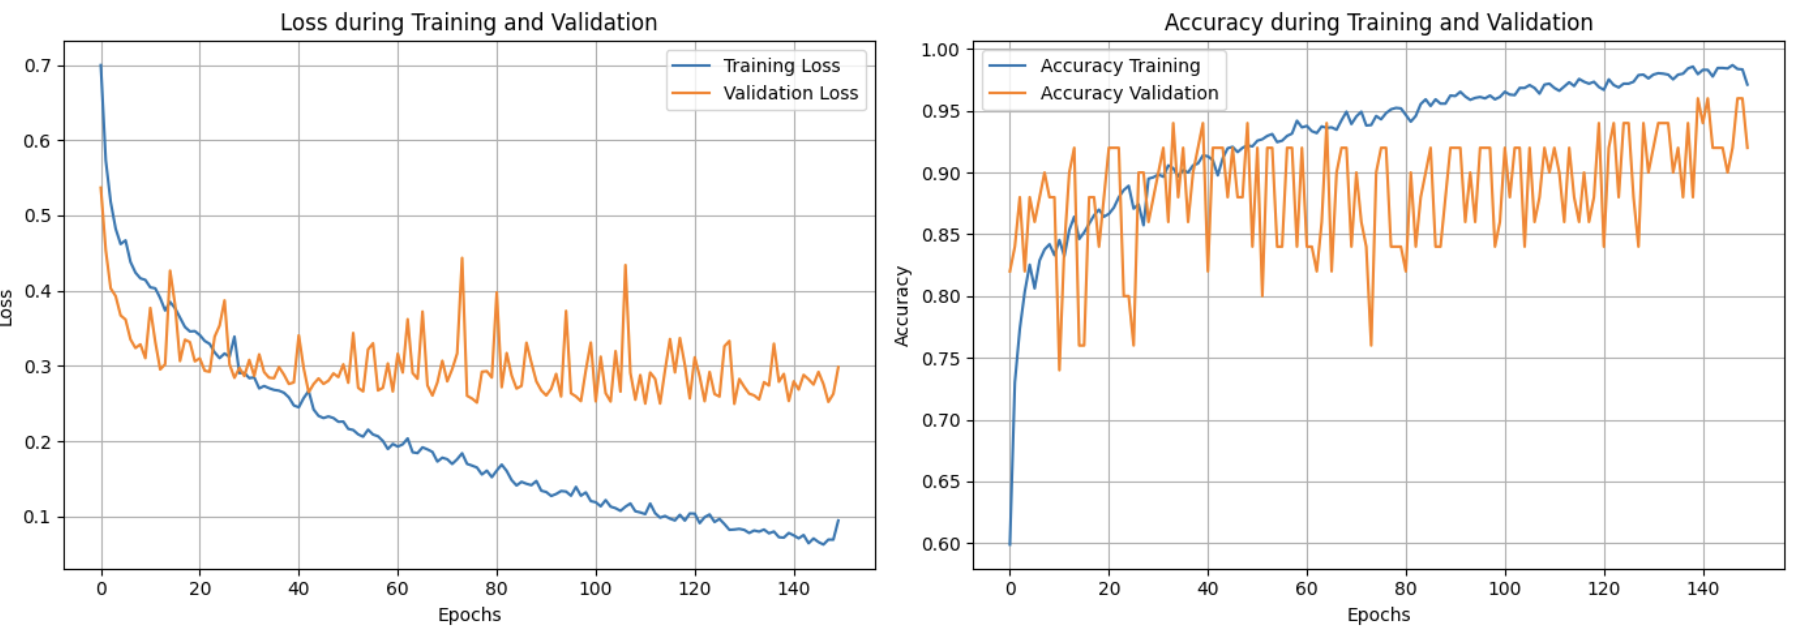 Loss during Training and Validation
Training Loss
Validation Loss
0.7
0.6
0.5
0.4
0.3
0.2
0.1
Loss
0 20 40 60 80 100 120 140
Epochs
Accuracy during Training and Validation
Accuracy Training
Accuracy Validation
1.00
0.95
0.90
0.85
0.80
0.75
0.70
0.65
0.60
Accuracy
0 20 40 60 80 100 120 140
Epochs